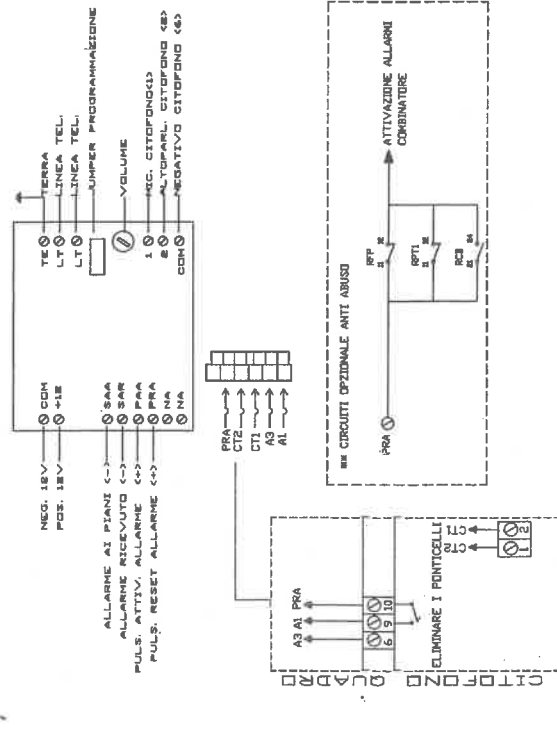 NEG. 12V
COM
POS. 12V
+12
ALLARME AI PIANI <->
SAA
ALLARME RICEVUTO <->
SAR
PULS. ATTIV. ALLARME <+>
PAA
PULS. RESET ALLARME <+>
PRA
NA
NA
TE
TERRA
LT
LINEA TEL.
LT
LINEA TEL.
JUMPER PROGRAMMAZIONE
VOLUME
1
MIC. CITOFONO<1>
2
ALTOPARL. CITOFONO <2>
COM
NEGATIVO CITOFONO <6>
PRA
CT2
CT1
A3
A1
** CIRCUITI OPZIONALE ANTI ABUSO
PRA
RFP
RPT1
RCB
ATTIVAZIONE ALLARMI
COMBINATORE
QUADRO
CITOFONO
A3
A1
PRA
6
9
10
ELIMINARE I PONTICELLI
CT2
CT1
1
2